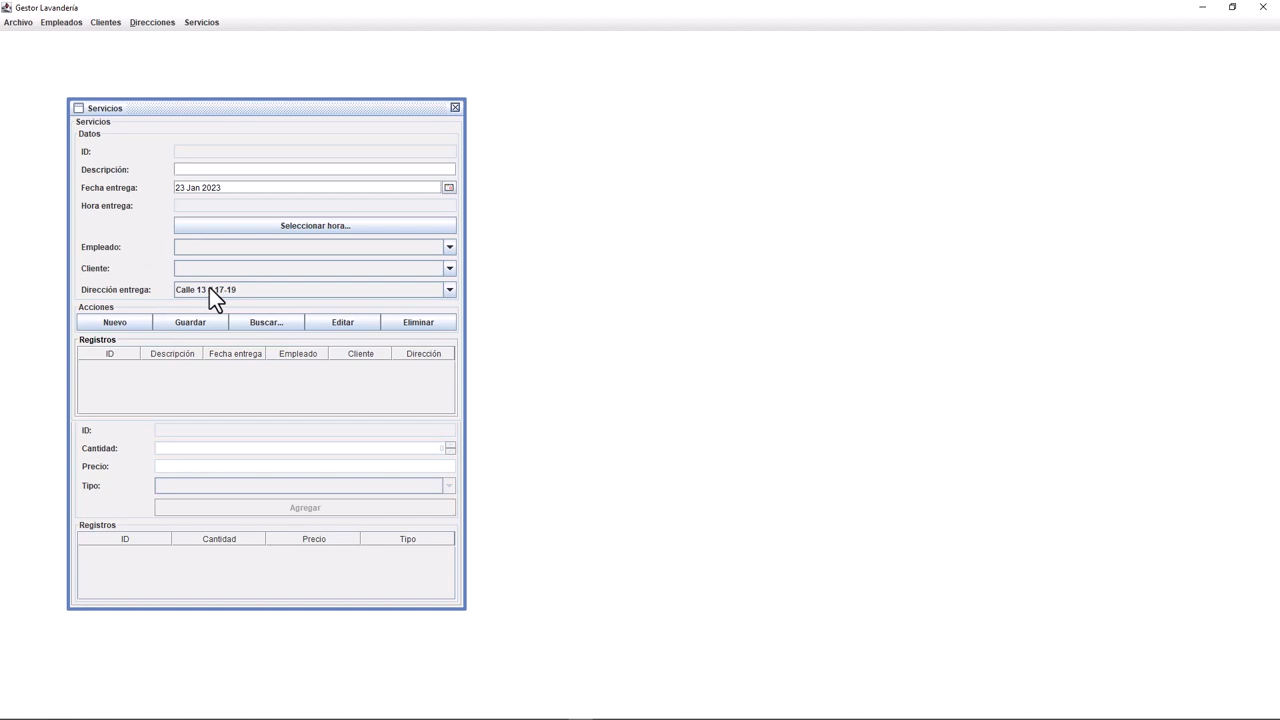 Gestor Lavandería
Archivo Empleados Clientes Direcciones Servicios
Servicios
Servicios
Datos
ID:
Descripción:
Fecha entrega: 23 Jan 2023
Hora entrega:
Seleccionar hora...
Empleado:
Cliente:
Dirección entrega: Calle 13 17-19
Acciones
Nuevo Guardar Buscar... Editar Eliminar
Registros
ID Descripción Fecha entrega Empleado Cliente Dirección
ID:
Cantidad: 0
Precio:
Tipo:
Agregar
Registros
ID Cantidad Precio Tipo